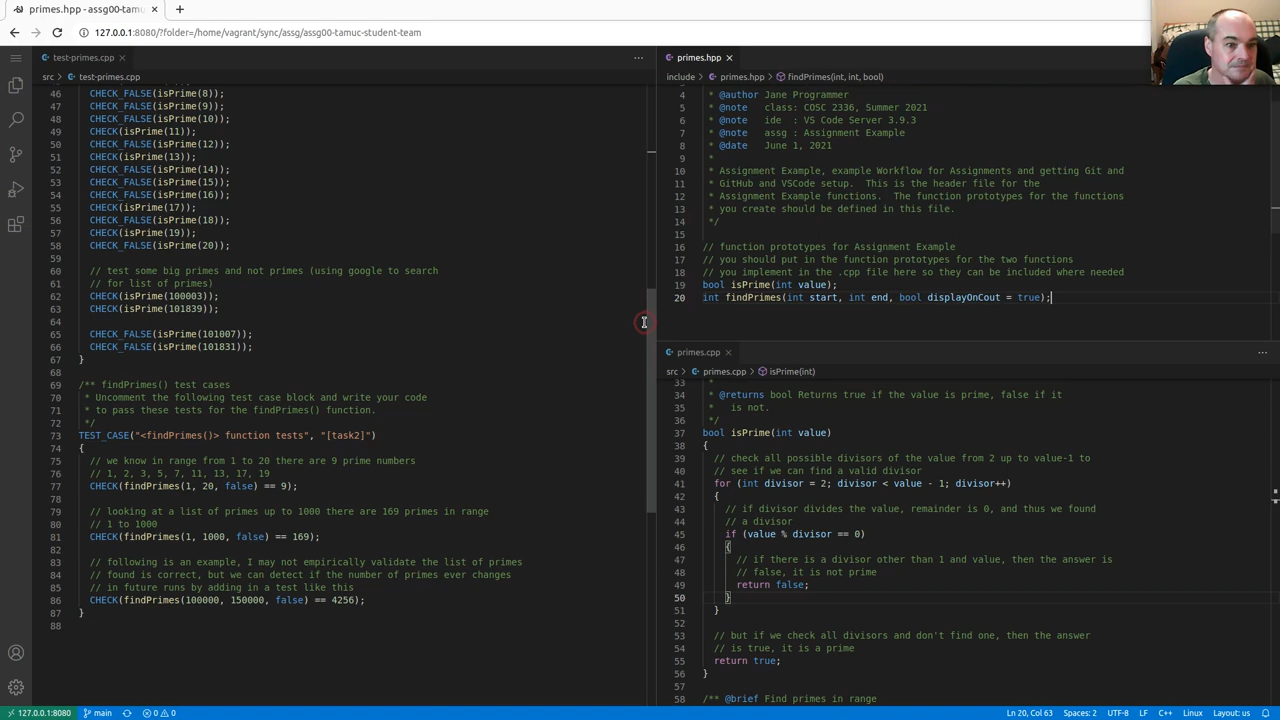 primes.hpp - assg00-tamu
127.0.0.1:8080/?folder=/home/vagrant/sync/assg/assg00-tamuc-student-team
test-primes.cpp
src > test-primes.cpp
46 CHECK_FALSE(isPrime(8));
47 CHECK_FALSE(isPrime(9));
48 CHECK_FALSE(isPrime(10));
49 CHECK(isPrime(11));
50 CHECK_FALSE(isPrime(12));
51 CHECK(isPrime(13));
52 CHECK_FALSE(isPrime(14));
53 CHECK_FALSE(isPrime(15));
54 CHECK_FALSE(isPrime(16));
55 CHECK(isPrime(17));
56 CHECK_FALSE(isPrime(18));
57 CHECK(isPrime(19));
58 CHECK_FALSE(isPrime(20));
59
60 // test some big primes and not primes (using google to search
61 // for list of primes)
62 CHECK(isPrime(100003));
63 CHECK(isPrime(101839));
64
65 CHECK_FALSE(isPrime(101007));
66 CHECK_FALSE(isPrime(101831));
67 }
68
69 /** findPrimes() test cases
70 * Uncomment the following test case block and write your code
71 * to pass these tests for the findPrimes() function.
72 */
73 TEST_CASE("<findPrimes()> function tests", "[task2]")
74 {
75 // we know in range from 1 to 20 there are 9 prime numbers
76 // 1, 2, 3, 5, 7, 11, 13, 17, 19
77 CHECK(findPrimes(1, 20, false) == 9);
78
79 // looking at a list of primes up to 1000 there are 169 primes in range
80 // 1 to 1000
81 CHECK(findPrimes(1, 1000, false) == 169);
82
83 // following is an example, I may not empirically validate the list of primes
84 // found is correct, but we can detect if the number of primes ever changes
85 // in future runs by adding in a test like this
86 CHECK(findPrimes(100000, 150000, false) == 4256);
87 }
88
primes.hpp
include > primes.hpp > findPrimes(int, int, bool)
4 * @author Jane Programmer
5 * @note class: COSC 2336, Summer 2021
6 * @note ide : VS Code Server 3.9.3
7 * @note assg : Assignment Example
8 * @date June 1, 2021
9 *
10 * Assignment Example, example Workflow for Assignments and getting Git and
11 * GitHub and VSCode setup. This is the header file for the
12 * Assignment Example functions. The function prototypes for the functions
13 * you create should be defined in this file.
14 */
15
16 // function prototypes for Assignment Example
17 // you should put in the function prototypes for the two functions
18 // you implement in the .cpp file here so they can be included where needed
19 bool isPrime(int value);
20 int findPrimes(int start, int end, bool displayOnCout = true);
primes.cpp
src > primes.cpp > isPrime(int)
33 *
34 * @returns bool Returns true if the value is prime, false if it
35 * is not.
36 */
37 bool isPrime(int value)
38 {
39 // check all possible divisors of the value from 2 up to value-1 to
40 // see if we can find a valid divisor
41 for (int divisor = 2; divisor < value - 1; divisor++)
42 {
43 // if divisor divides the value, remainder is 0, and thus we found
44 // a divisor
45 if (value % divisor == 0)
46 {
47 // if there is a divisor other than 1 and value, then the answer is
48 // false, it is not prime
49 return false;
50 }
51 }
52
53 // but if we check all divisors and don't find one, then the answer
54 // is true, it is a prime
55 return true;
56 }
57
58 /** @brief Find primes in range
127.0.0.1:8080 main 0 0 Ln 20, Col 63 Spaces: 2 UTF-8 LF C++ Linux Layout: us